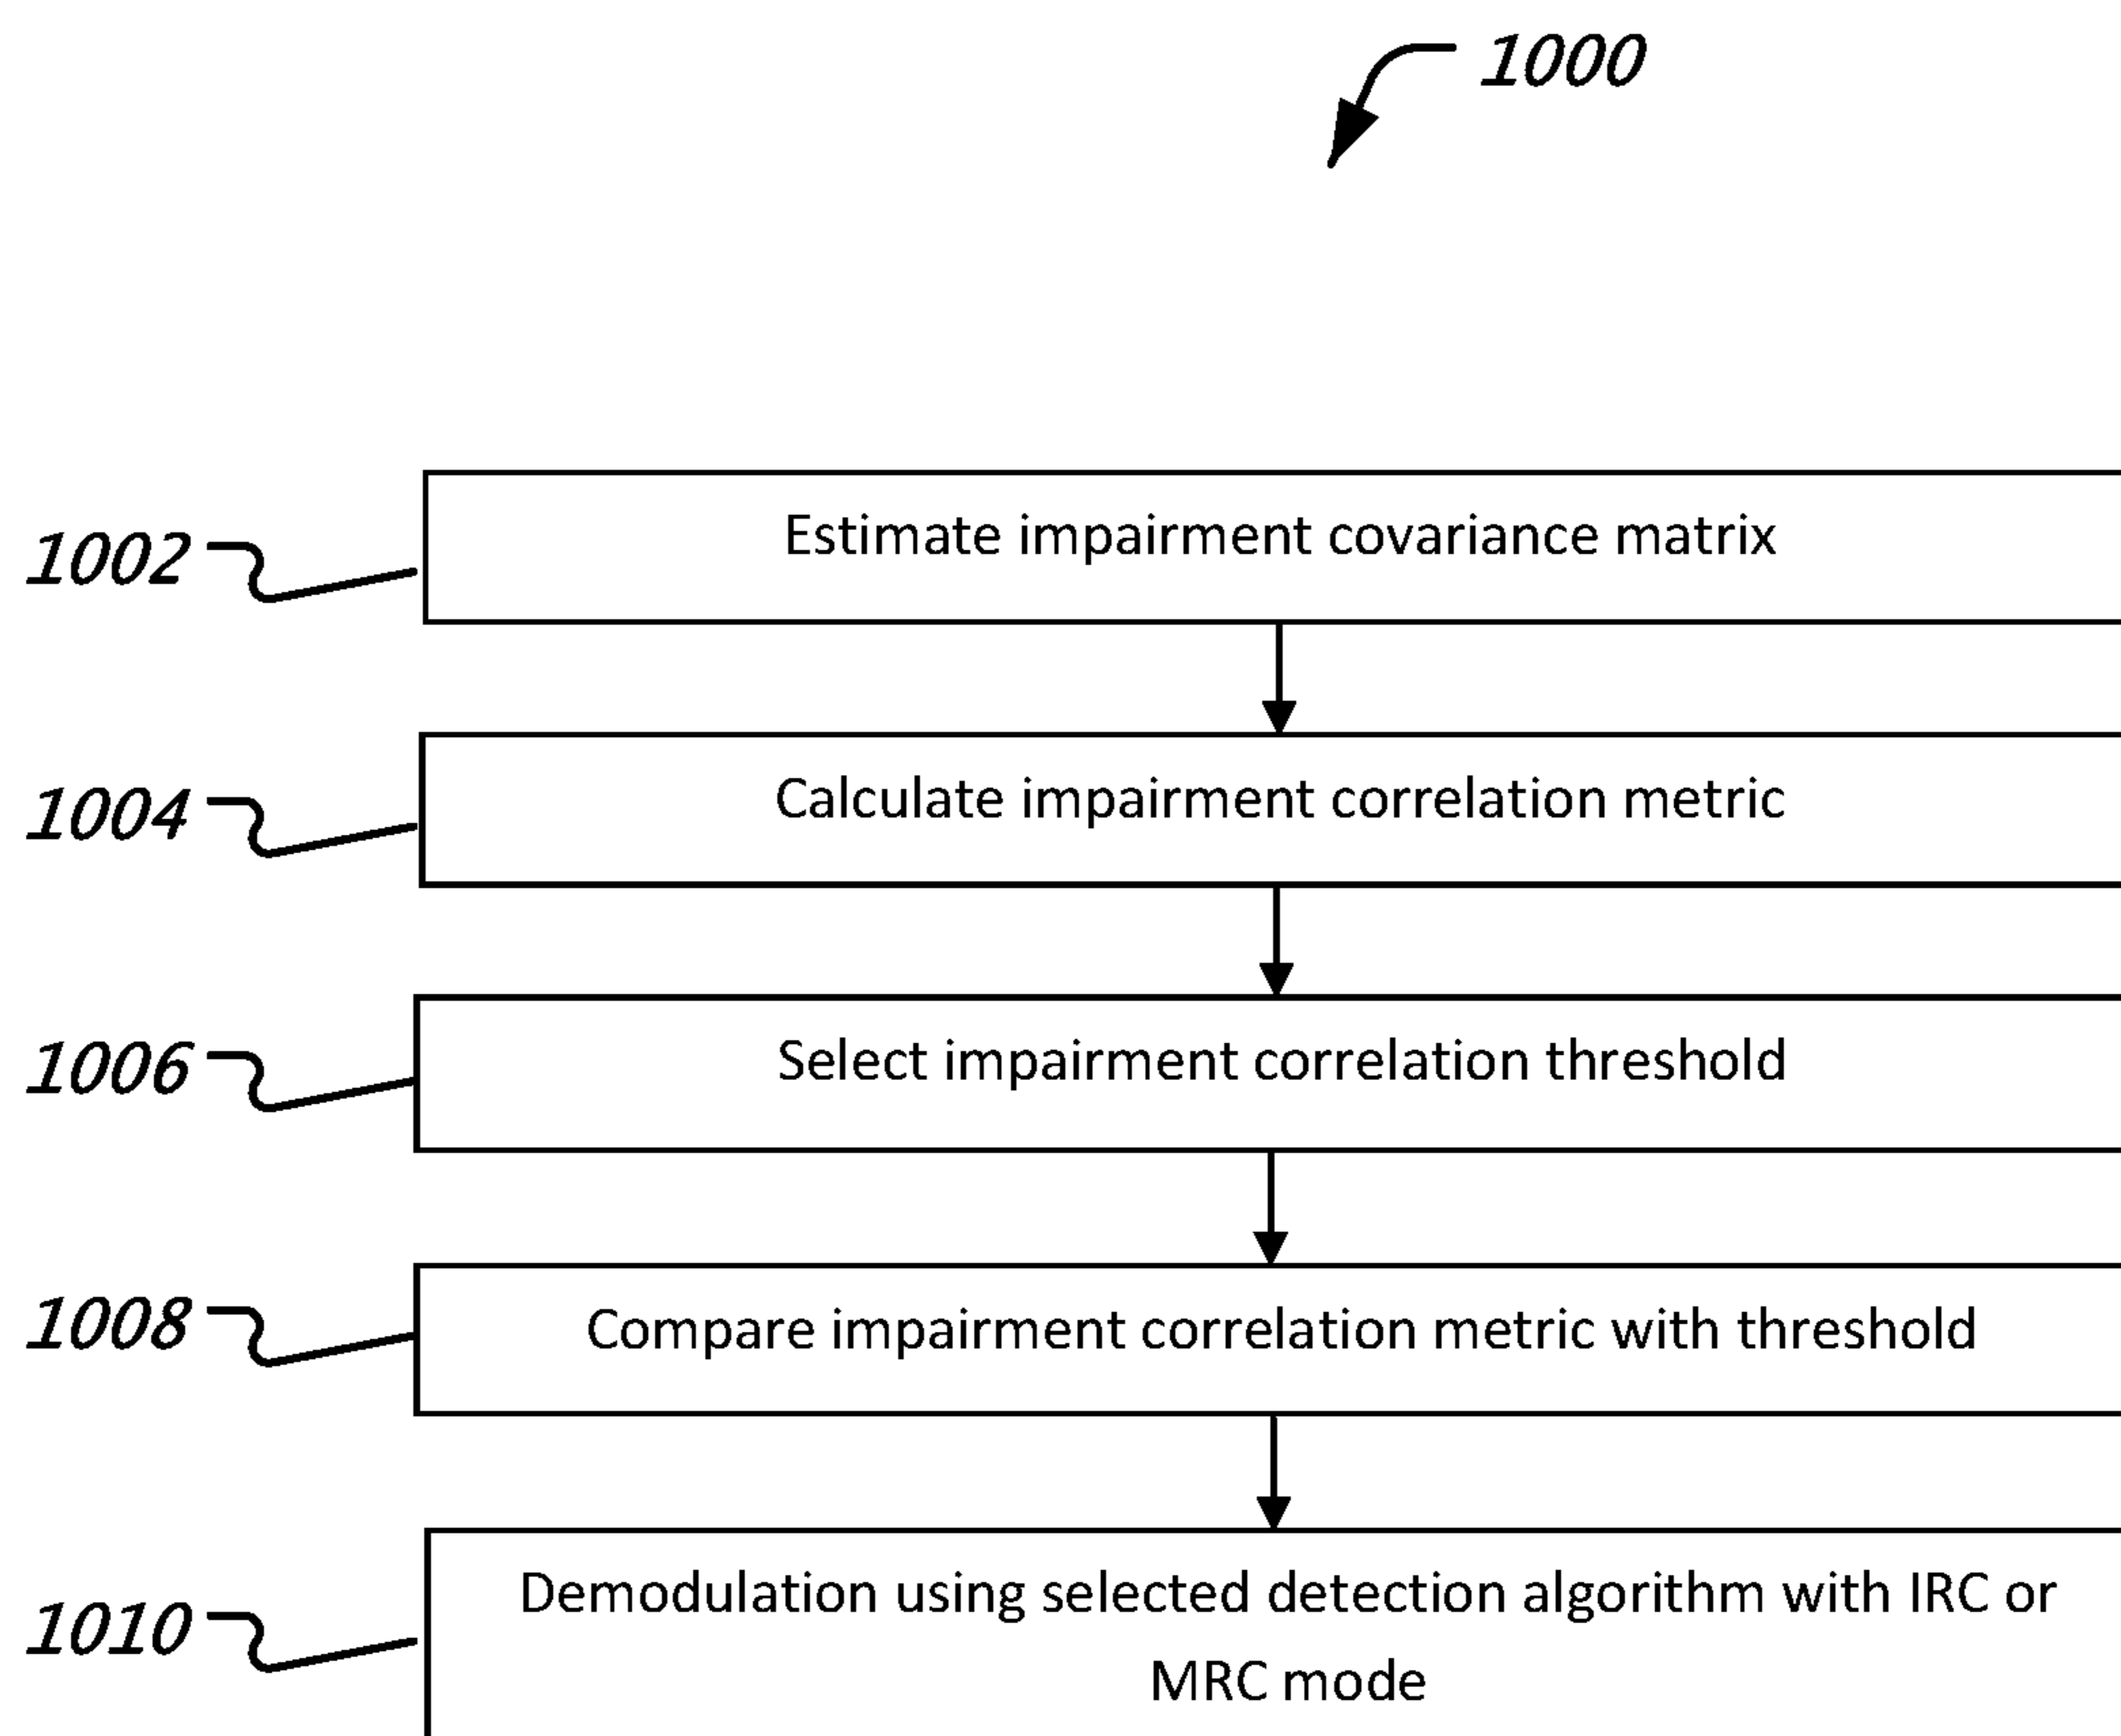 1000
1002
Estimate impairment covariance matrix
1004
Calculate impairment correlation metric
1006
Select impairment correlation threshold
1008
Compare impairment correlation metric with threshold
1010
Demodulation using selected detection algorithm with IRC or
MRC mode